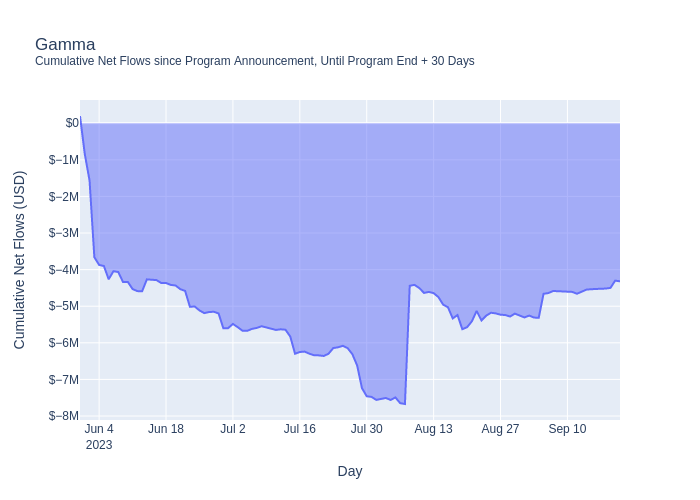 Gamma
Cumulative Net Flows since Program Announcement, Until Program End + 30 Days
Cumulative Net Flows (USD)
$0
$−1M
$−2M
$−3M
$−4M
$−5M
$−6M
$−7M
$−8M
Jun 4 Jun 18 Jul 2 Jul 16 Jul 30 Aug 13 Aug 27 Sep 10
2023
Day